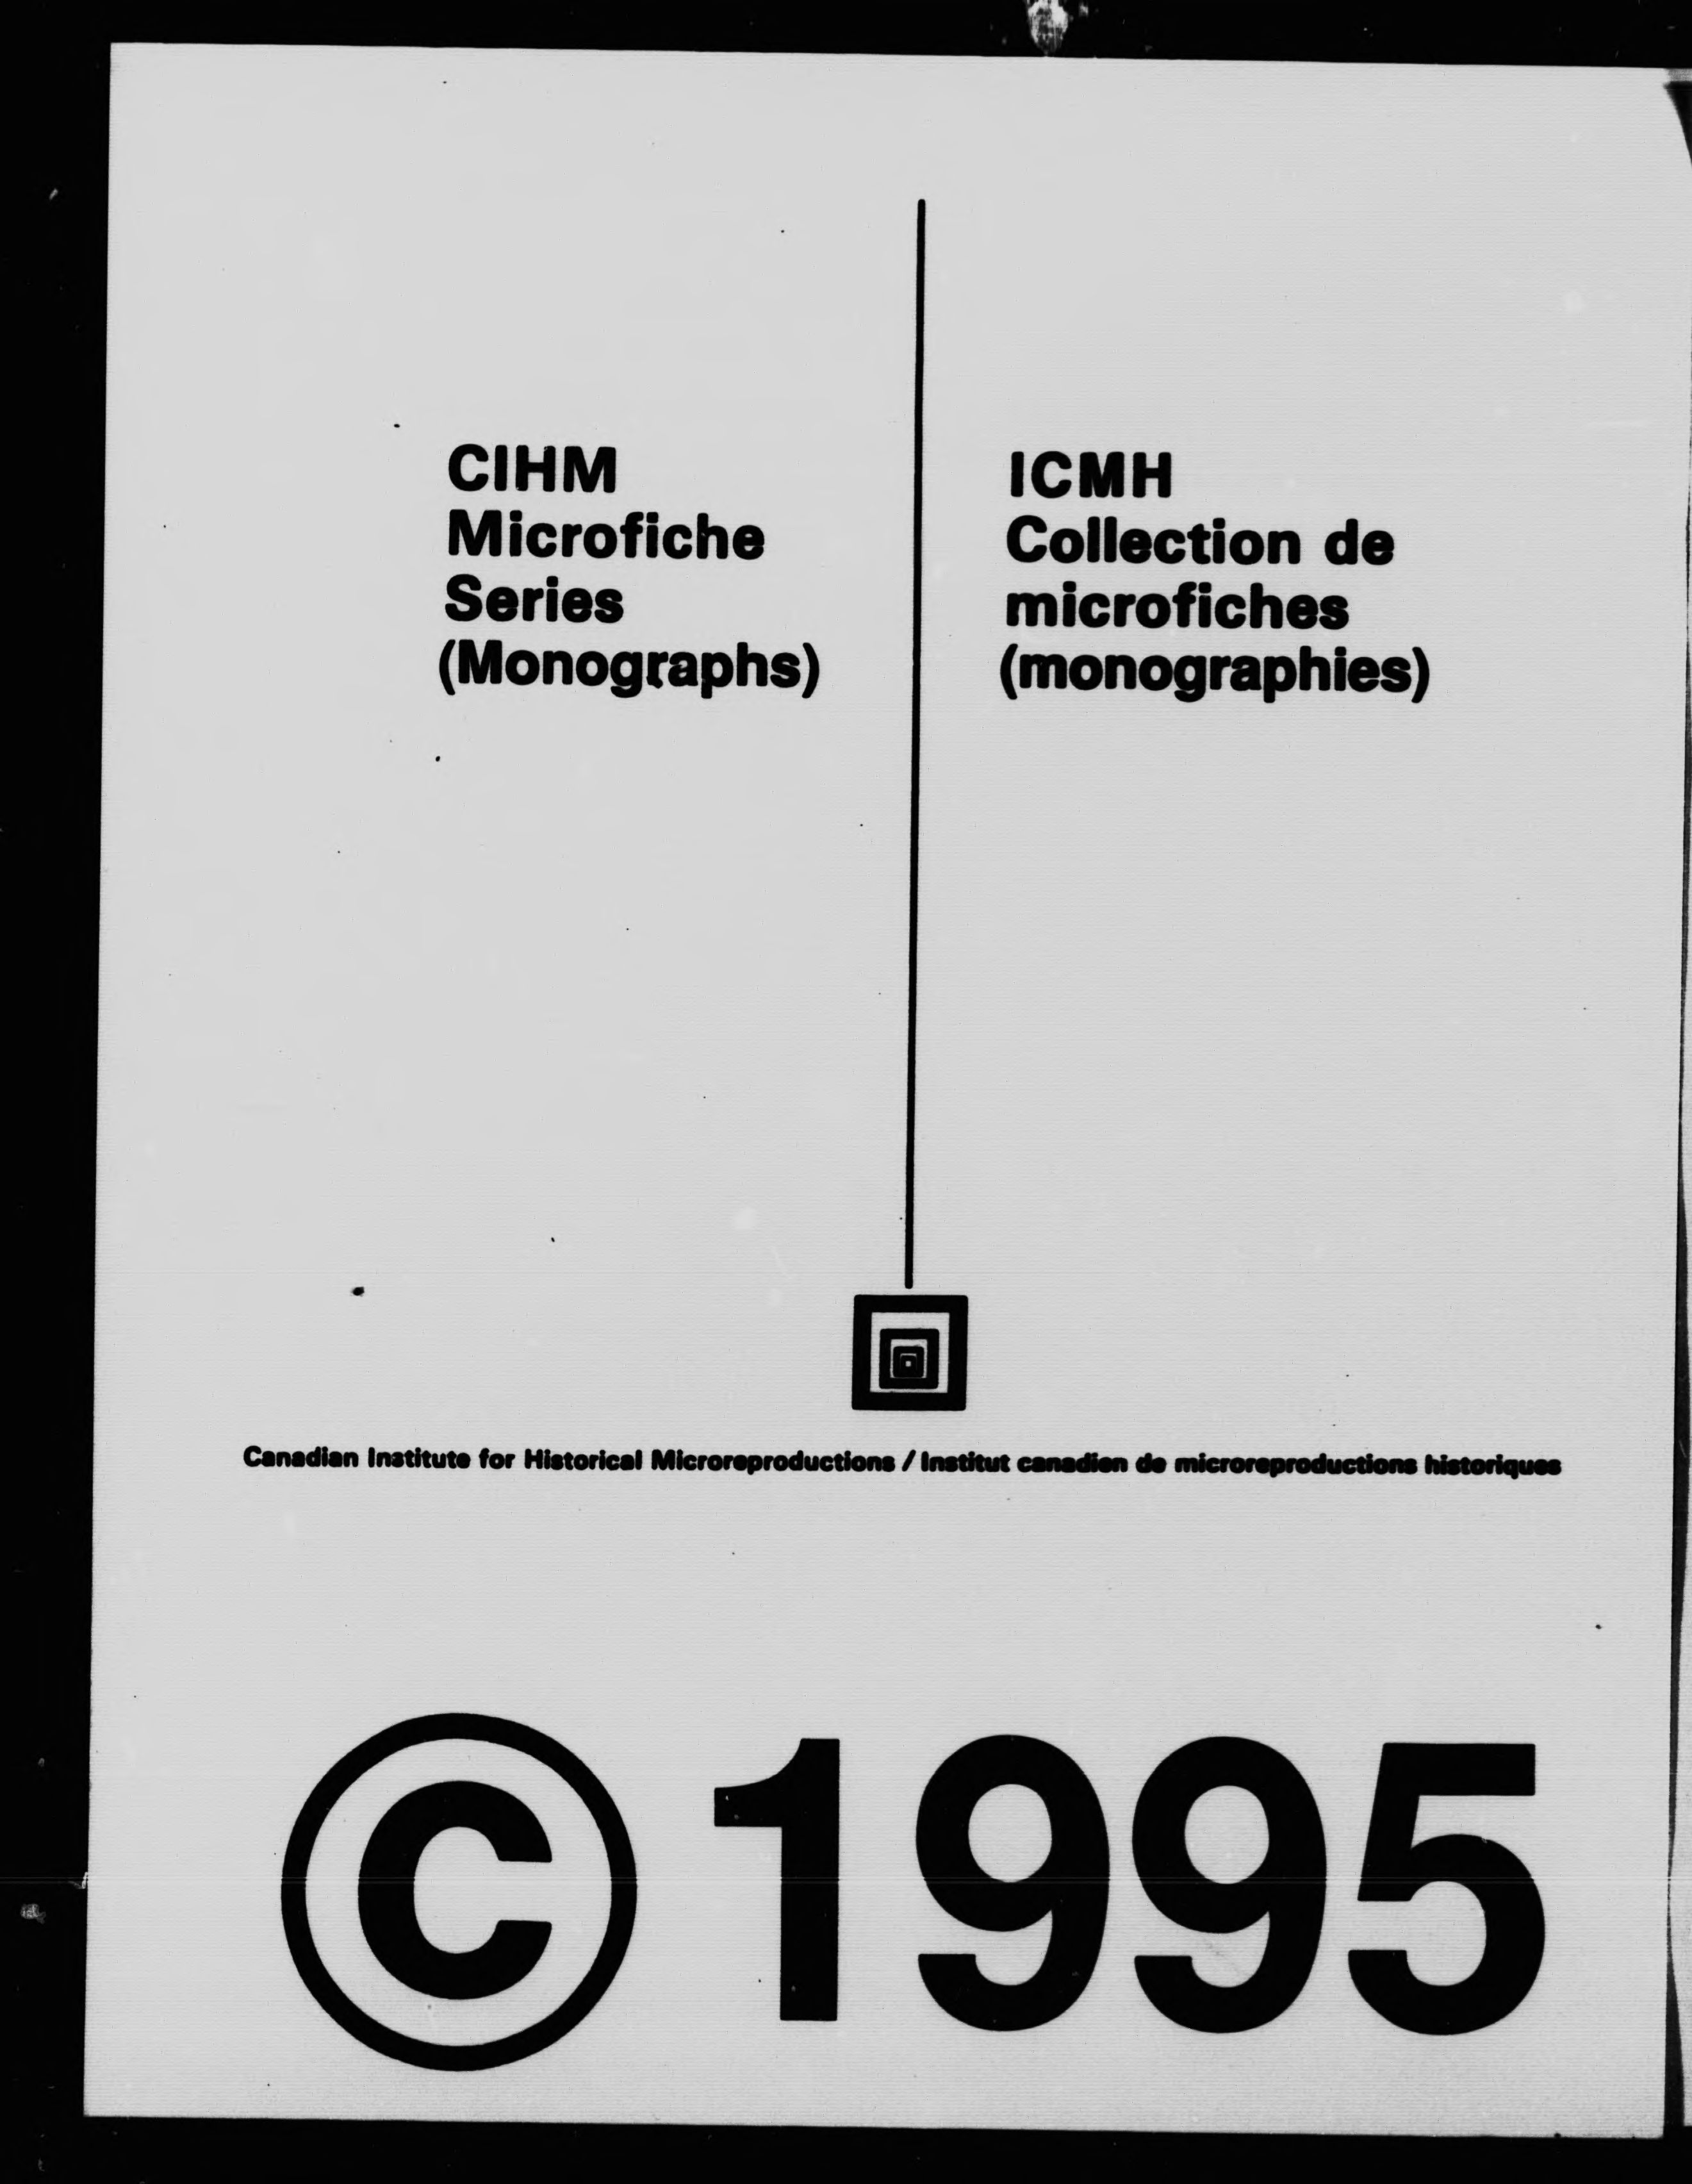 CIHM
Microfiche
Series
(Monographs)
ICMH
Collection de
microfiches
(monographies)
Canadian Institute for Historical Microreproductions / Institut canadien de microreproductions historiques
© 1995